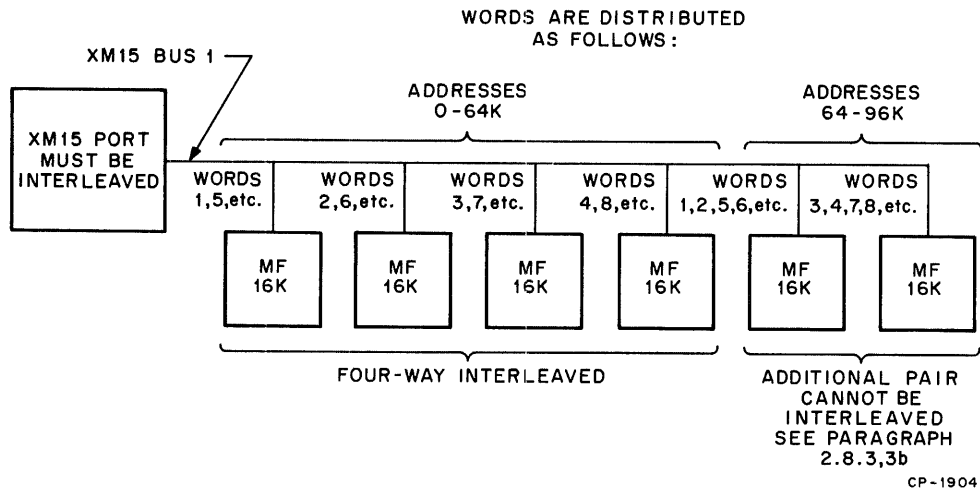 WORDS ARE DISTRIBUTED
AS FOLLOWS:
XM15 BUS 1
ADDRESSES
0-64K
ADDRESSES
64-96K
XM15 PORT
MUST BE
INTERLEAVED
WORDS
1,5,etc.
WORDS
2,6,etc.
WORDS
3,7,etc.
WORDS
4,8,etc.
WORDS
1,2,5,6,etc.
WORDS
3,4,7,8,etc.
MF
16K
MF
16K
MF
16K
MF
16K
MF
16K
MF
16K
FOUR-WAY INTERLEAVED
ADDITIONAL PAIR
CANNOT BE
INTERLEAVED
SEE PARAGRAPH
2.8.3,3b
CP-1904